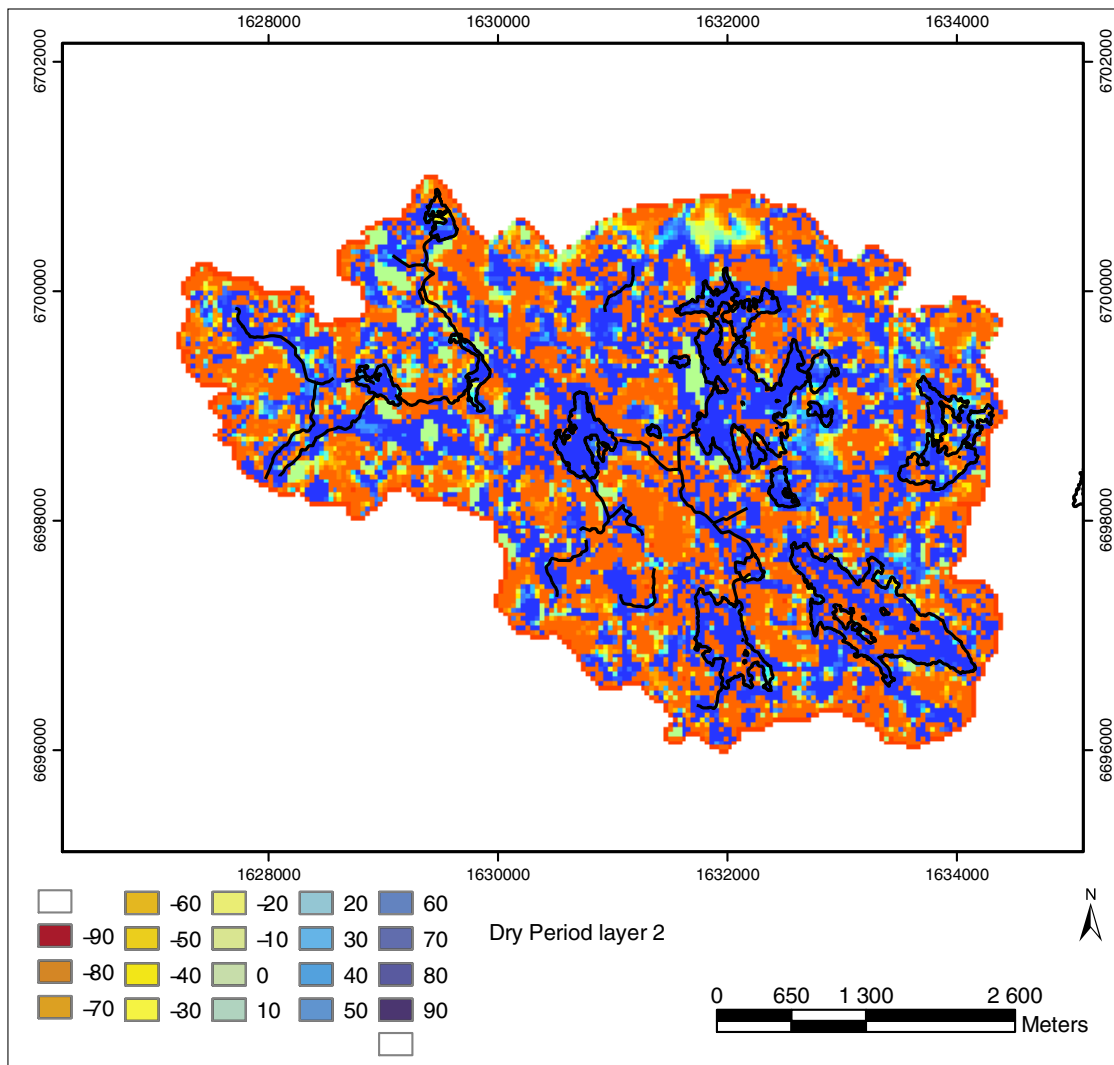 1628000 1630000 1632000 1634000
6702000 6702000
6700000 6700000
6698000 6698000
6696000 6696000
1628000 1630000 1632000 1634000
–60 –20 20 60
–90 –50 –10 30 70
–80 –40 0 40 80
–70 –30 10 50 90
Dry Period layer 2
N
0 650 1 300 2 600
Meters